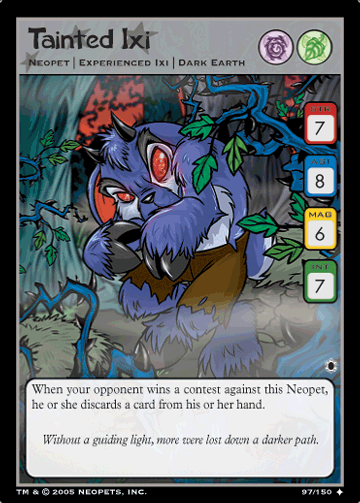 Tainted Ixi
NEOPET | EXPERIENCED IXI | DARK EARTH
STR
7
AGI
8
MAG
6
INT
7
When your opponent wins a contest against this Neopet,
he or she discards a card from his or her hand.
Without a guiding light, more were lost down a darker path.
TM & © 2005 NEOPETS, INC.
97/150 ♦